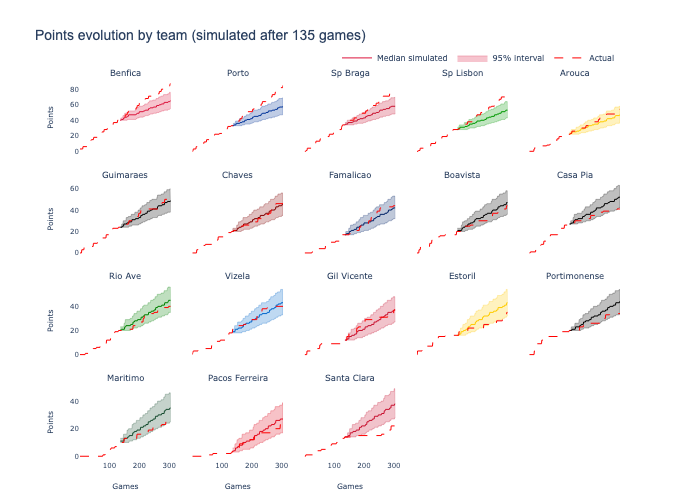 Points evolution by team (simulated after 135 games)
Median simulated 95% interval Actual
Benfica Porto Sp Braga Sp Lisbon Arouca
Points
80
60
40
20
0
Guimaraes Chaves Famalicao Boavista Casa Pia
Points
60
40
20
0
Rio Ave Vizela Gil Vicente Estoril Portimonense
Points
40
20
0
Maritimo Pacos Ferreira Santa Clara
Points
40
20
0
100 200 300 100 200 300 100 200 300
Games Games Games